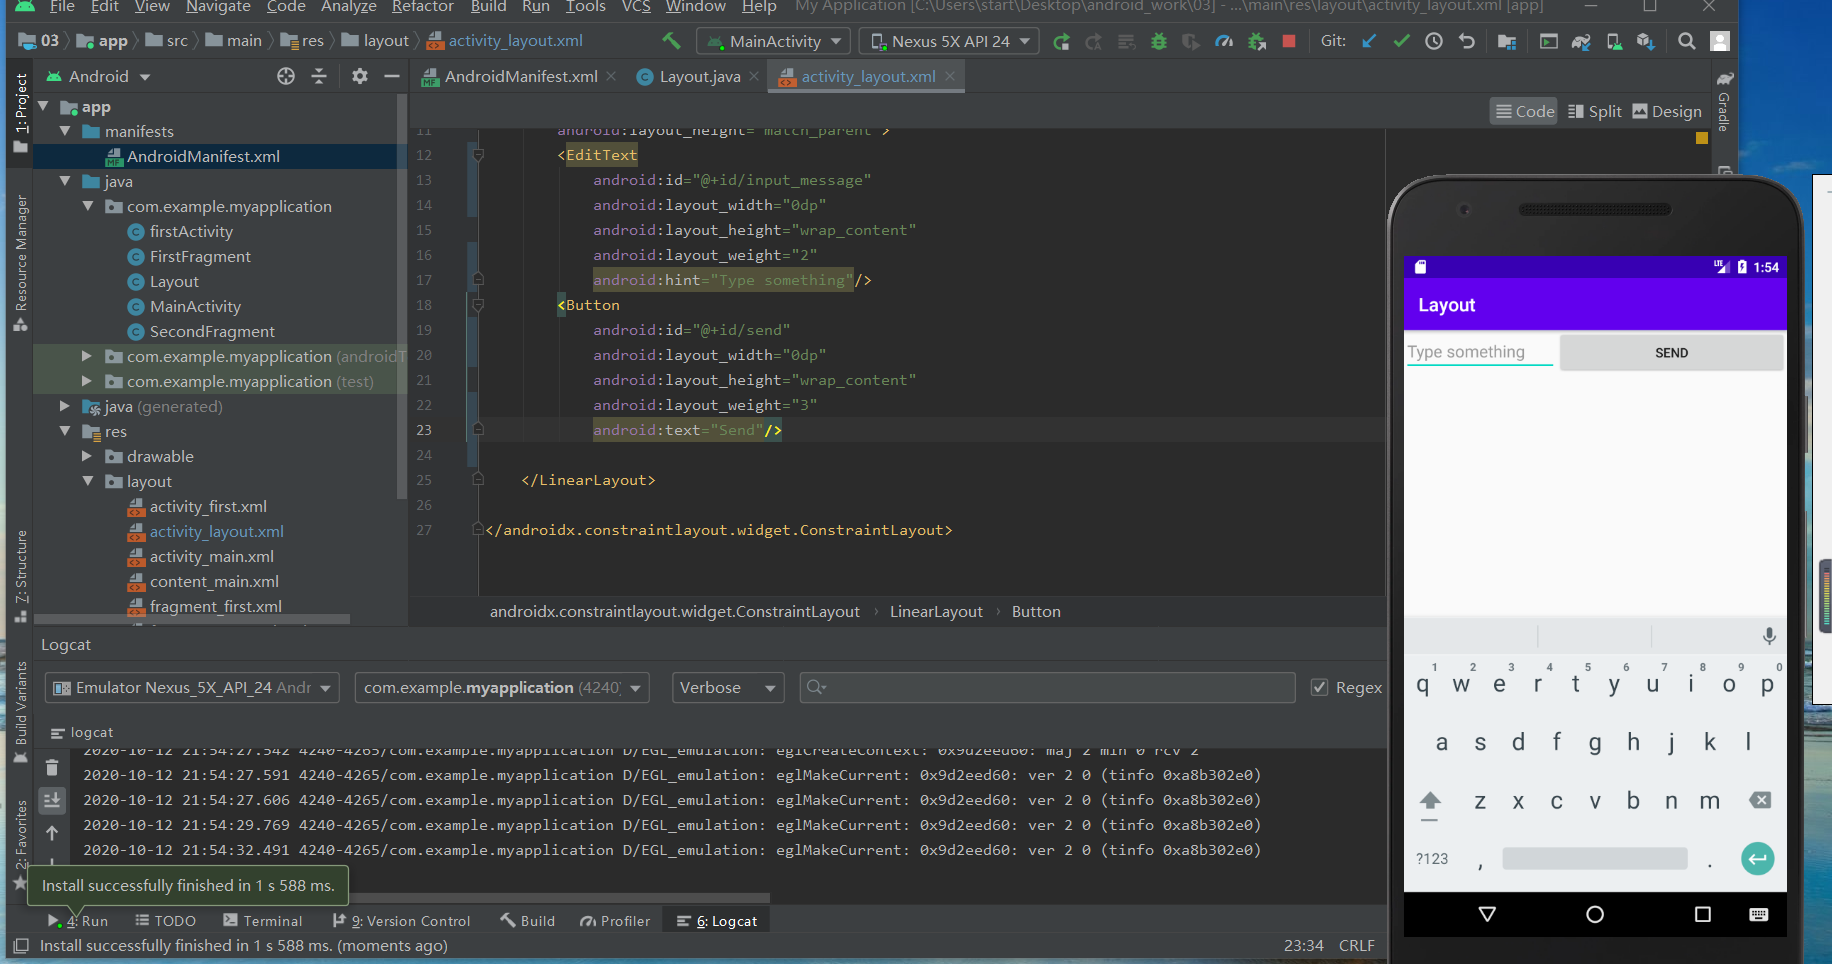 File Edit View Navigate Code Analyze Refactor Build Run Tools VCS Window Help My Application [C:\Users\start\Desktop\android_work\03] - ...\main\res\layout\activity_layout.xml [app]
03 app src main res layout activity_layout.xml MainActivity Nexus 5X API 24 Git:
Android
AndroidManifest.xml Layout.java activity_layout.xml
Code Split Design
1: Project
Resource Manager
Z: Structure
Build Variants
2: Favorites
Gradle
app
manifests
AndroidManifest.xml
java
com.example.myapplication
firstActivity
FirstFragment
Layout
MainActivity
SecondFragment
com.example.myapplication (androidT
com.example.myapplication (test)
java (generated)
res
drawable
layout
activity_first.xml
activity_layout.xml
activity_main.xml
content_main.xml
fragment_first.xml
11 android:layout_height="match_parent">
12 <EditText
13 android:id="@+id/input_message"
14 android:layout_width="0dp"
15 android:layout_height="wrap_content"
16 android:layout_weight="2"
17 android:hint="Type something"/>
18 <Button
19 android:id="@+id/send"
20 android:layout_width="0dp"
21 android:layout_height="wrap_content"
22 android:layout_weight="3"
23 android:text="Send"/>
24
25 </LinearLayout>
26
27 </androidx.constraintlayout.widget.ConstraintLayout>
androidx.constraintlayout.widget.ConstraintLayout › LinearLayout › Button
Logcat
Emulator Nexus_5X_API_24 Andr com.example.myapplication (4240) Verbose Regex
logcat
2020-10-12 21:54:27.542 4240-4265/com.example.myapplication D/EGL_emulation: eglCreateContext: 0x9d2eed60: maj 2 min 0 rcv 2
2020-10-12 21:54:27.591 4240-4265/com.example.myapplication D/EGL_emulation: eglMakeCurrent: 0x9d2eed60: ver 2 0 (tinfo 0xa8b302e0)
2020-10-12 21:54:27.606 4240-4265/com.example.myapplication D/EGL_emulation: eglMakeCurrent: 0x9d2eed60: ver 2 0 (tinfo 0xa8b302e0)
2020-10-12 21:54:29.769 4240-4265/com.example.myapplication D/EGL_emulation: eglMakeCurrent: 0x9d2eed60: ver 2 0 (tinfo 0xa8b302e0)
2020-10-12 21:54:32.491 4240-4265/com.example.myapplication D/EGL_emulation: eglMakeCurrent: 0x9d2eed60: ver 2 0 (tinfo 0xa8b302e0)
Install successfully finished in 1 s 588 ms.
4: Run TODO Terminal 9: Version Control Build Profiler 6: Logcat
Install successfully finished in 1 s 588 ms. (moments ago) 23:34 CRLF
LTE 1:54
Layout
Type something SEND
1 2 3 4 5 6 7 8 9 0
q w e r t y u i o p
a s d f g h j k l
z x c v b n m
?123 , .